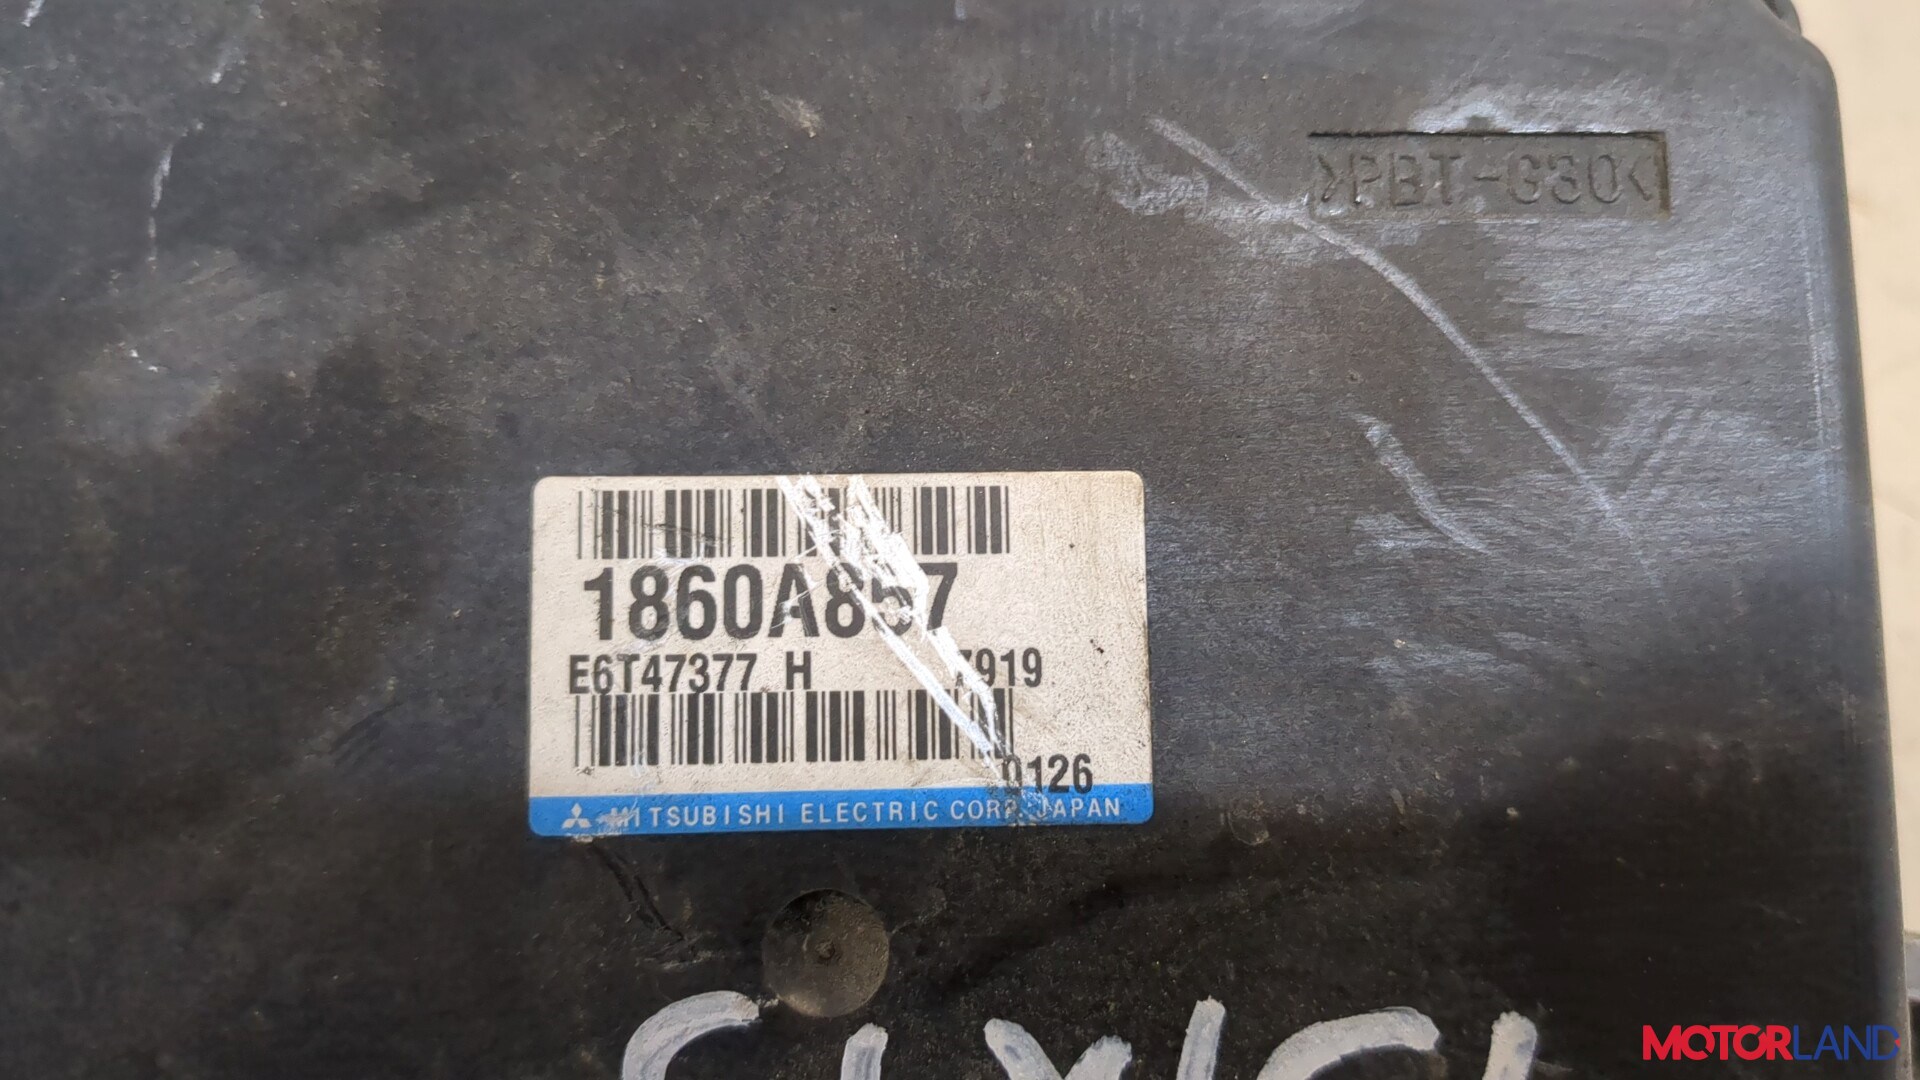 >PBT-G30<
1860A857
E6T47377 H 7919
0126
MITSUBISHI ELECTRIC CORP. JAPAN
MOTORLAND